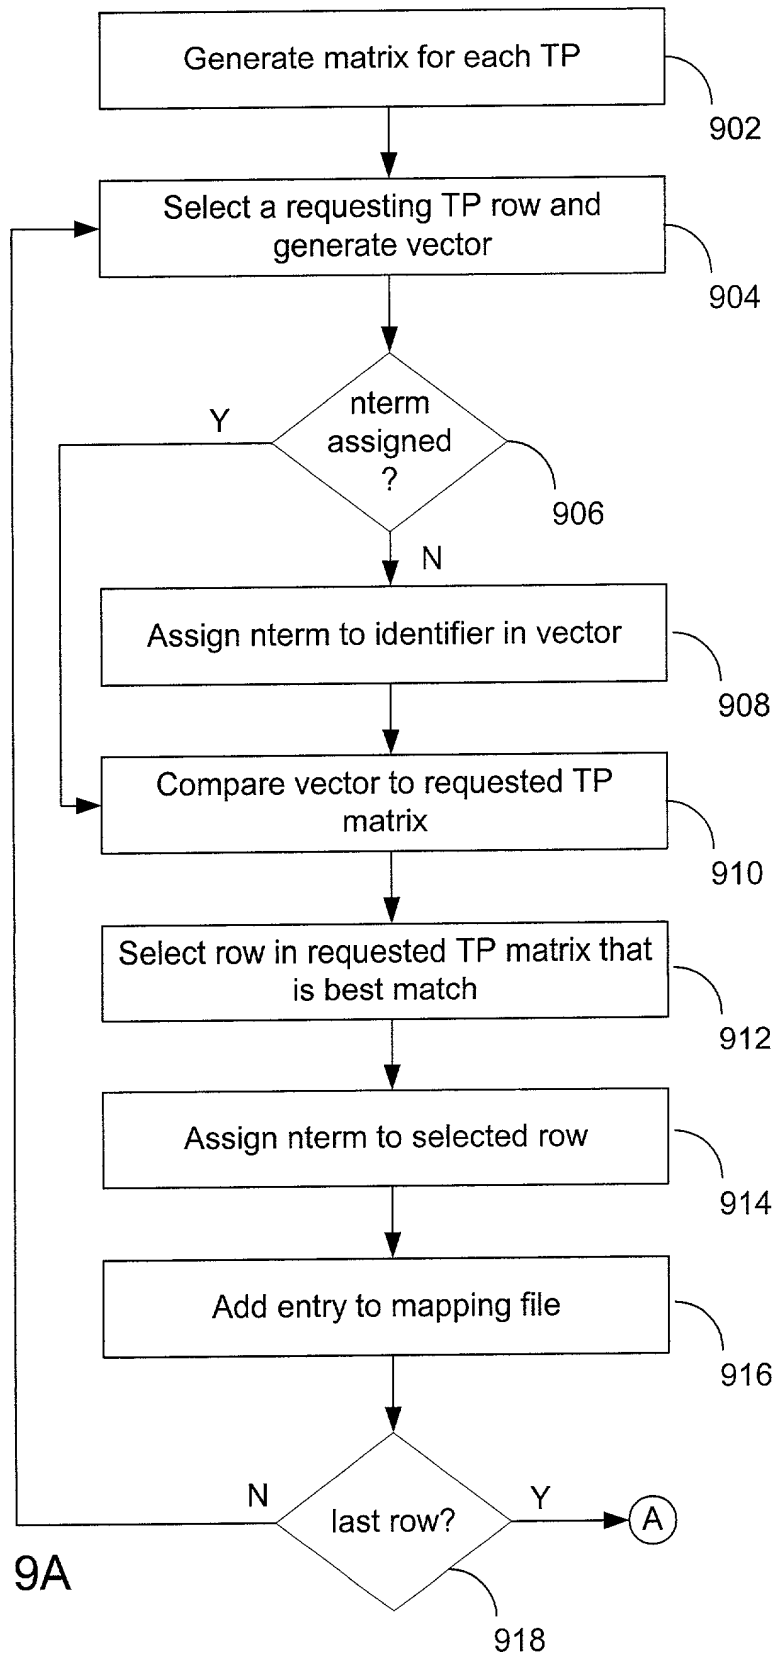 Generate matrix for each TP
902
Select a requesting TP row and
generate vector
904
nterm
assigned
?
Y
906
N
Assign nterm to identifier in vector
908
Compare vector to requested TP
matrix
910
Select row in requested TP matrix that
is best match
912
Assign nterm to selected row
914
Add entry to mapping file
916
N
last row?
Y
A
9A
918